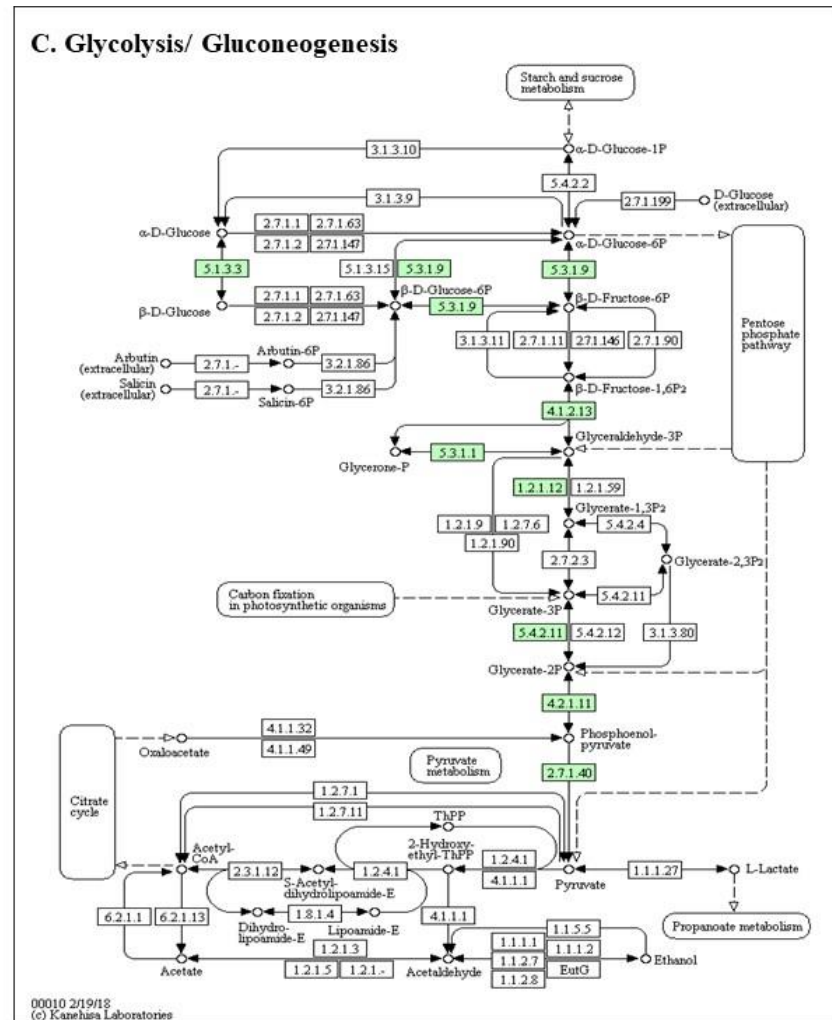 C. Glycolysis/ Gluconeogenesis
Starch and sucrose
metabolism
3.1.3.10
α-D-Glucose-1P
5.4.2.2
3.1.3.9
2.7.1.199
D-Glucose
(extracellular)
α-D-Glucose
2.7.1.1
2.7.1.63
2.7.1.2
2.7.1.147
α-D-Glucose-6P
5.1.3.3
5.1.3.15
5.3.1.9
5.3.1.9
β-D-Glucose-6P
β-D-Glucose
2.7.1.1
2.7.1.63
2.7.1.2
2.7.1.147
5.3.1.9
β-D-Fructose-6P
Pentose
phosphate
pathway
3.1.3.11
2.7.1.11
2.7.1.146
2.7.1.90
Arbutin
(extracellular)
2.7.1.-
Arbutin-6P
3.2.1.86
Salicin
(extracellular)
2.7.1.-
Salicin-6P
3.2.1.86
β-D-Fructose-1,6P2
4.1.2.13
Glyceraldehyde-3P
Glycerone-P
5.3.1.1
1.2.1.12
1.2.1.59
Glycerate-1,3P2
1.2.1.9
1.2.7.6
1.2.1.90
5.4.2.4
2.7.2.3
Glycerate-2,3P2
Carbon fixation
in photosynthetic organisms
Glycerate-3P
5.4.2.11
5.4.2.11
5.4.2.12
3.1.3.80
Glycerate-2P
4.2.1.11
4.1.1.32
Oxaloacetate
4.1.1.49
Phosphoenol-
pyruvate
Pyruvate
metabolism
2.7.1.40
Citrate
cycle
1.2.7.1
1.2.7.11
ThPP
Acetyl-
CoA
2-Hydroxy-
ethyl-ThPP
2.3.1.12
S-Acetyl-
dihydrolipoamide-E
1.2.4.1
1.2.4.1
4.1.1.1
Pyruvate
1.1.1.27
L-Lactate
6.2.1.1
6.2.1.13
Dihydro-
lipoamide-E
1.8.1.4
Lipoamide-E
4.1.1.1
Propanoate metabolism
1.1.5.5
1.1.1.1
1.1.1.2
1.1.2.7
EutG
1.1.2.8
Ethanol
Acetate
1.2.1.3
1.2.1.5
1.2.1.-
Acetaldehyde
00010 2/19/18
(c) Kanehisa Laboratories